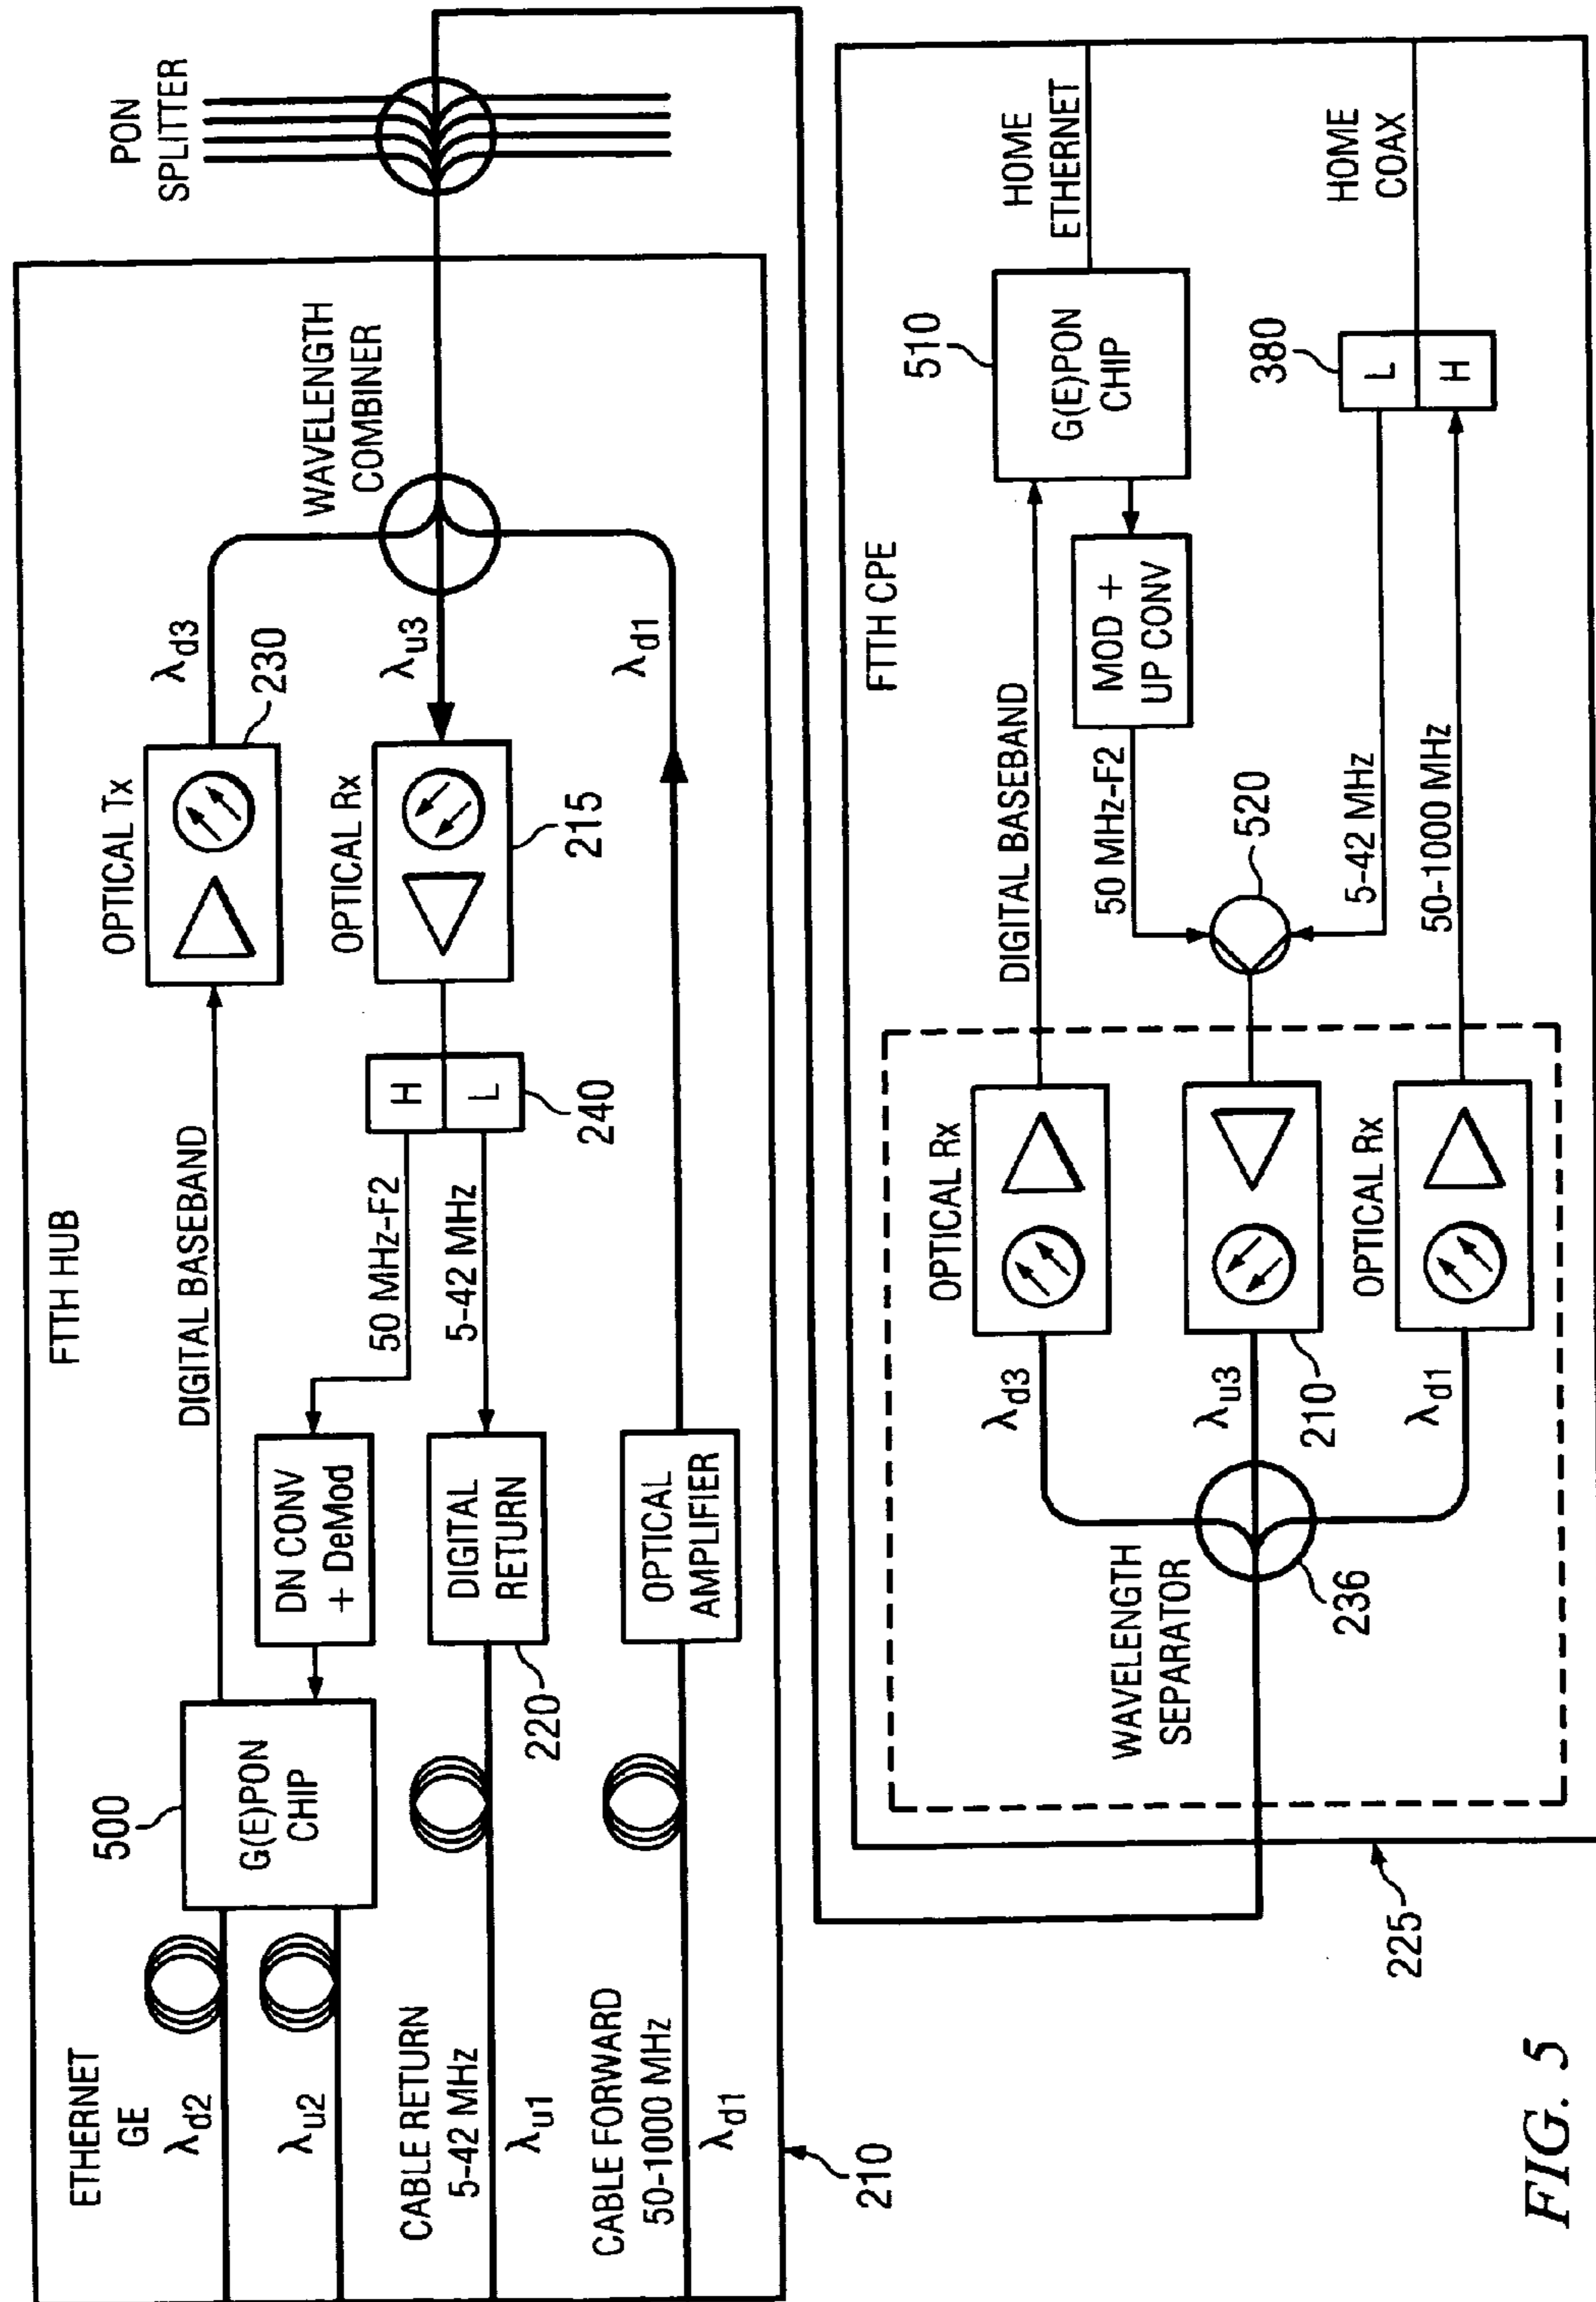 FTTH HUB
ETHERNET
GE
λd2
λu2
500
G(E)PON
CHIP
DIGITAL BASEBAND
OPTICAL Tx
230
λd3
DN CONV
+ DeMod
50 MHz-F2
H
L
240
OPTICAL Rx
215
λu3
WAVELENGTH
COMBINER
PON
SPLITTER
CABLE RETURN
5-42 MHz
λu1
220
DIGITAL
RETURN
5-42 MHz
CABLE FORWARD
50-1000 MHz
λd1
OPTICAL
AMPLIFIER
λd1
210
FTTH CPE
225
WAVELENGTH
SEPARATOR
236
λd3
OPTICAL Rx
DIGITAL BASEBAND
510
G(E)PON
CHIP
HOME
ETHERNET
MOD +
UP CONV
50 MHz-F2
520
λu3
210
5-42 MHz
380
L
H
HOME
COAX
λd1
OPTICAL Rx
50-1000 MHz
FIG. 5